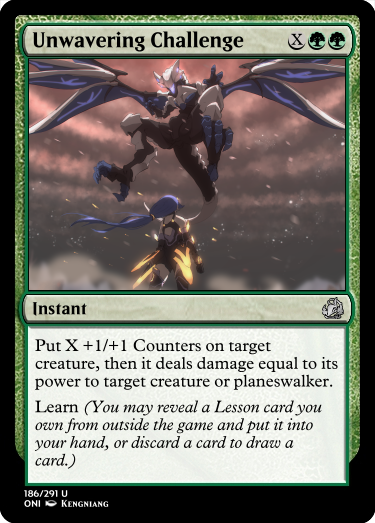 Unwavering Challenge X
Instant
Put X +1/+1 Counters on target
creature, then it deals damage equal to its
power to target creature or planeswalker.
Learn (You may reveal a Lesson card you
own from outside the game and put it into
your hand, or discard a card to draw a
card.)
186/291 U
ONI Kengniang